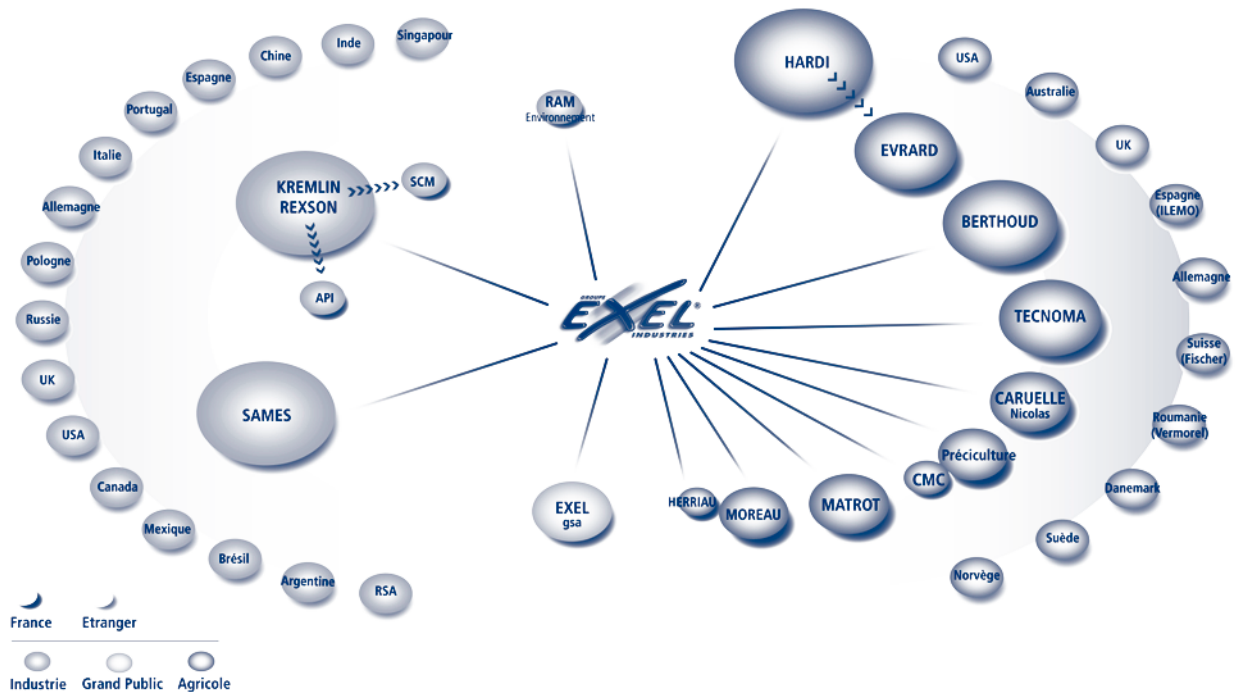 Singapour
Inde
Chine
Espagne
Portugal
Italie
Allemagne
Pologne
Russie
UK
USA
Canada
Mexique
Brésil
Argentine
RSA
KREMLIN
REXSON
SCM
API
SAMES
RAM
Environnement
GROUPE
EXEL®
INDUSTRIES
EXEL
gsa
HERRIAU
MOREAU
MATROT
CMC
Préciculture
CARUELLE
Nicolas
TECNOMA
BERTHOUD
EVRARD
HARDI
USA
Australie
UK
Espagne
(ILEMO)
Allemagne
Suisse
(Fischer)
Roumanie
(Vermorel)
Danemark
Suède
Norvège
France
Etranger
Industrie
Grand Public
Agricole